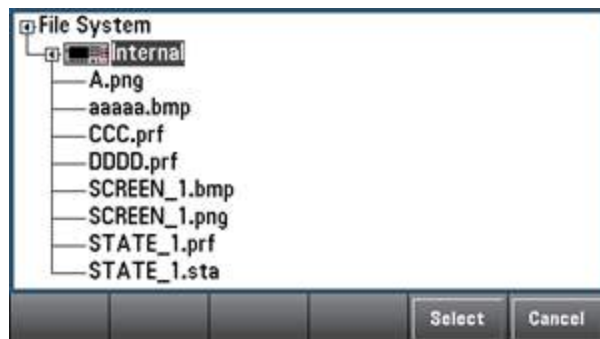 File System
Internal
A.png
aaaaa.bmp
CCC.prf
DDDD.prf
SCREEN_1.bmp
SCREEN_1.png
STATE_1.prf
STATE_1.sta
Select Cancel